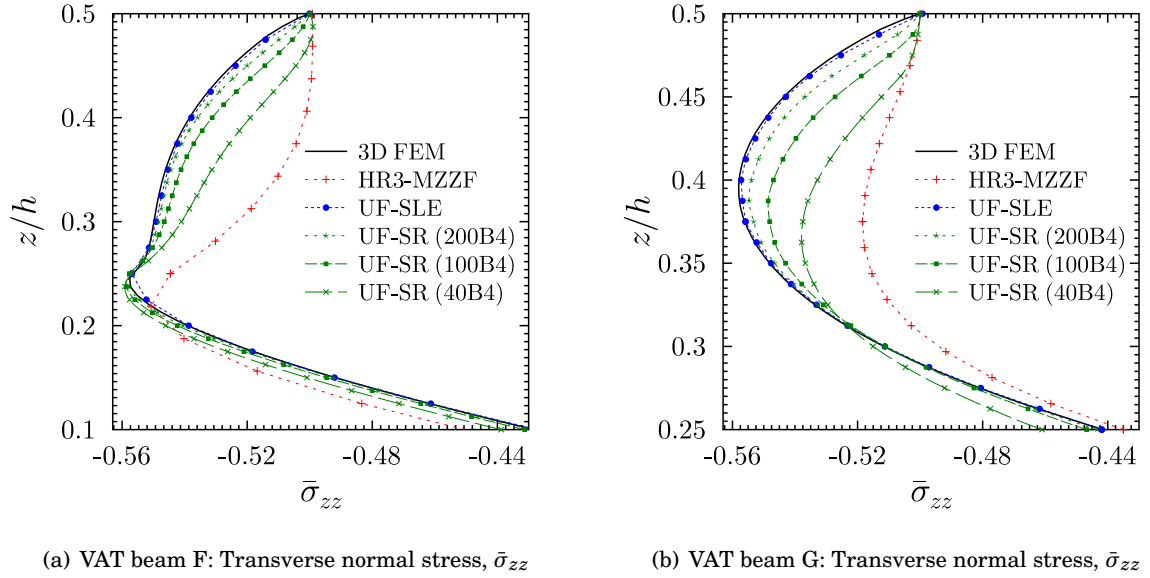 0.5
0.4
0.3
0.2
0.1
z/h
-0.56
-0.52
-0.48
-0.44
σ̄zz
3D FEM
HR3-MZZF
UF-SLE
UF-SR (200B4)
UF-SR (100B4)
UF-SR (40B4)
(a) VAT beam F: Transverse normal stress, σ̄zz
0.5
0.45
0.4
0.35
0.3
0.25
z/h
-0.56
-0.52
-0.48
-0.44
σ̄zz
3D FEM
HR3-MZZF
UF-SLE
UF-SR (200B4)
UF-SR (100B4)
UF-SR (40B4)
(b) VAT beam G: Transverse normal stress, σ̄zz